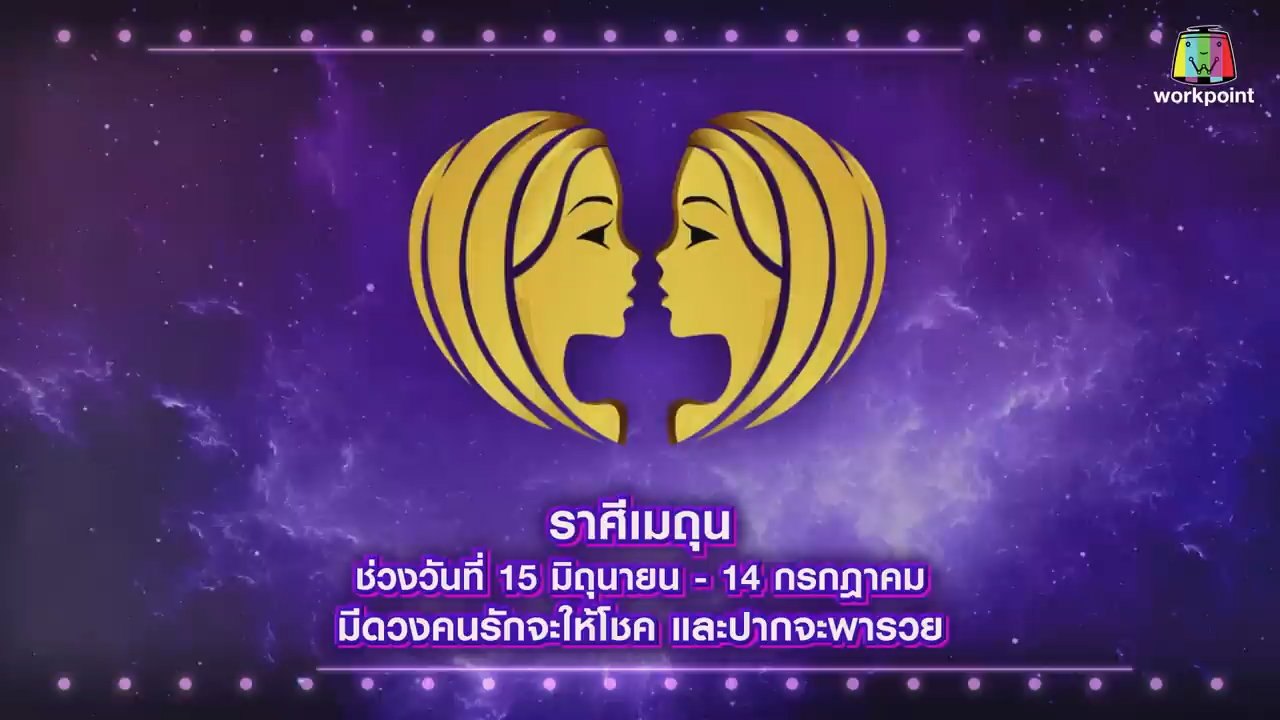 workpoint
ราศีเมถุน
ช่วงวันที่ 15 มิถุนายน - 14 กรกฎาคม
มีดวงคนรักจะให้โชค และปากจะพารวย